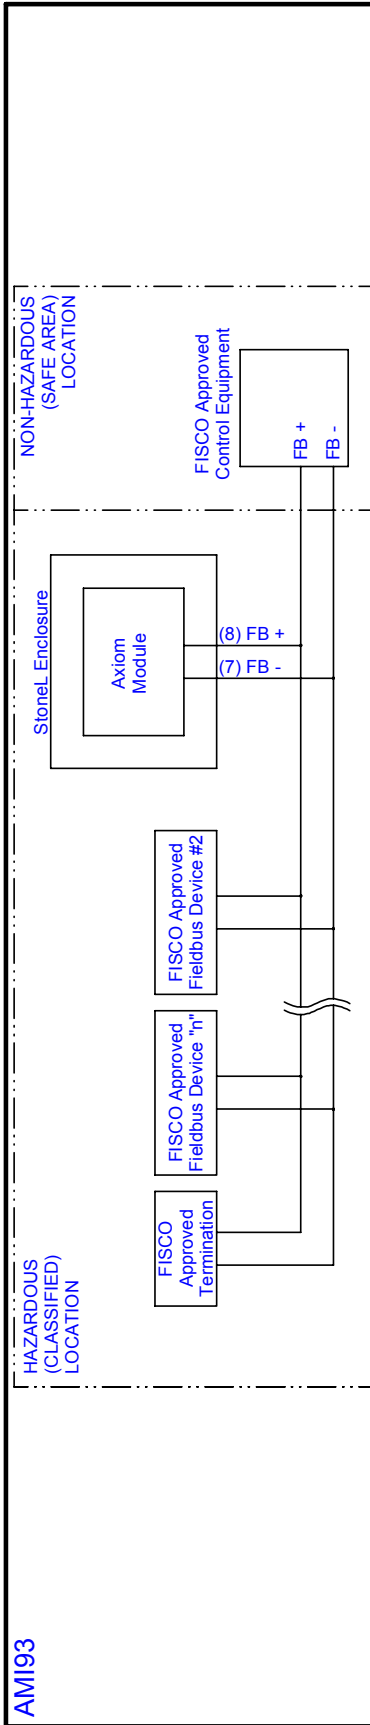 AMI93
HAZARDOUS
(CLASSIFIED)
LOCATION
NON-HAZARDOUS
(SAFE AREA)
LOCATION
FISCO
Approved
Termination
FISCO Approved
Fieldbus Device "n"
FISCO Approved
Fieldbus Device #2
StoneL Enclosure
Axiom
Module
(8) FB +
(7) FB -
FISCO Approved
Control Equipment
FB +
FB -